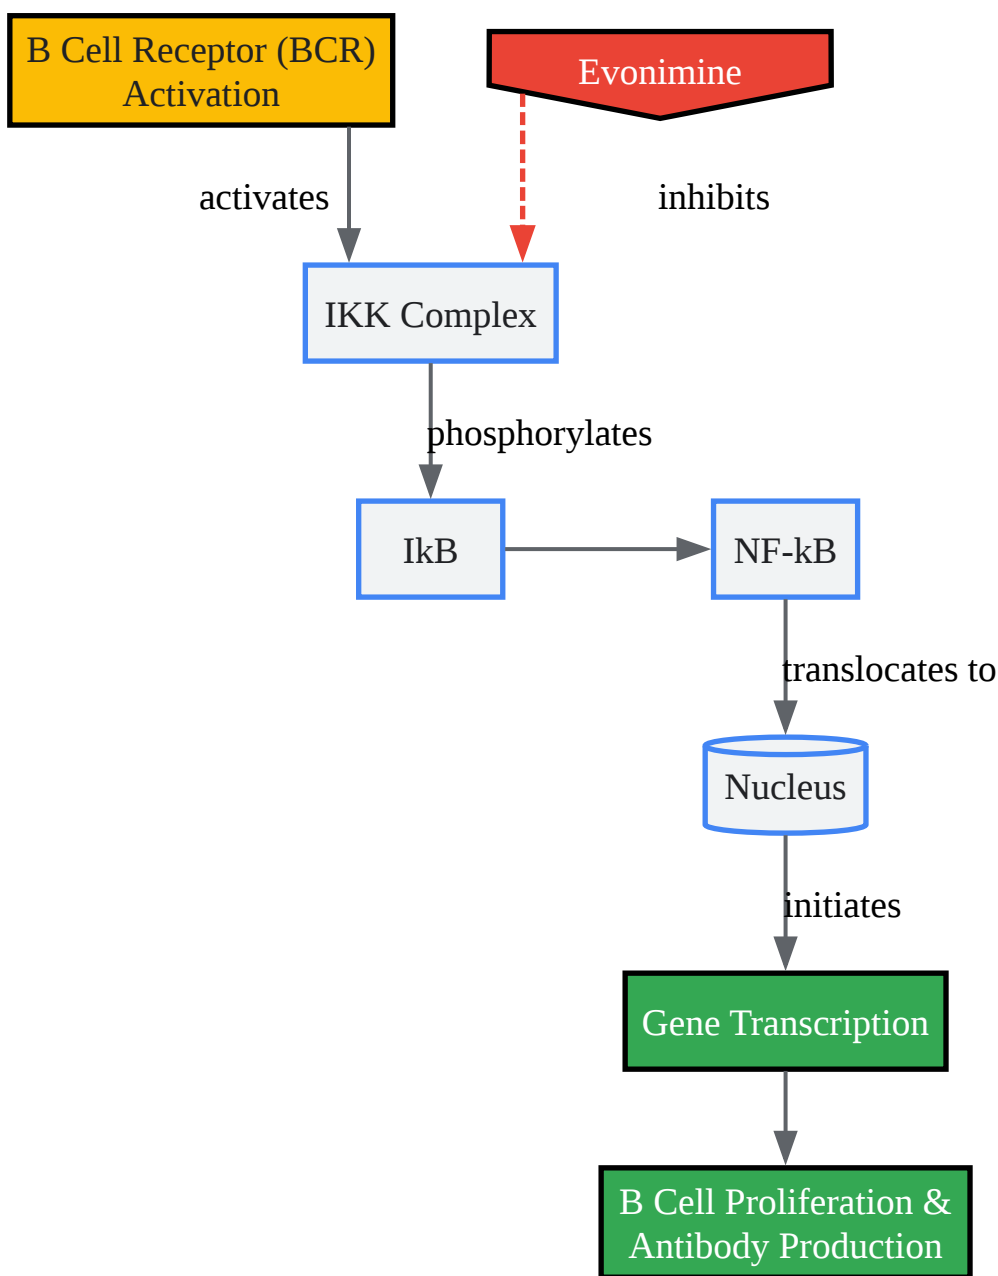 B Cell Receptor (BCR)
Activation
Evonimine
activates
inhibits
IKK Complex
phosphorylates
IkB
NF-kB
translocates to
Nucleus
initiates
Gene Transcription
B Cell Proliferation &
Antibody Production